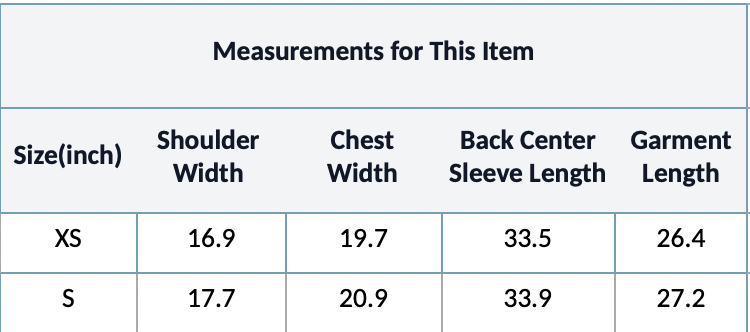 Measurements for This Item
Size(inch) Shoulder Width Chest Width Back Center Sleeve Length Garment Length
XS 16.9 19.7 33.5 26.4
S 17.7 20.9 33.9 27.2